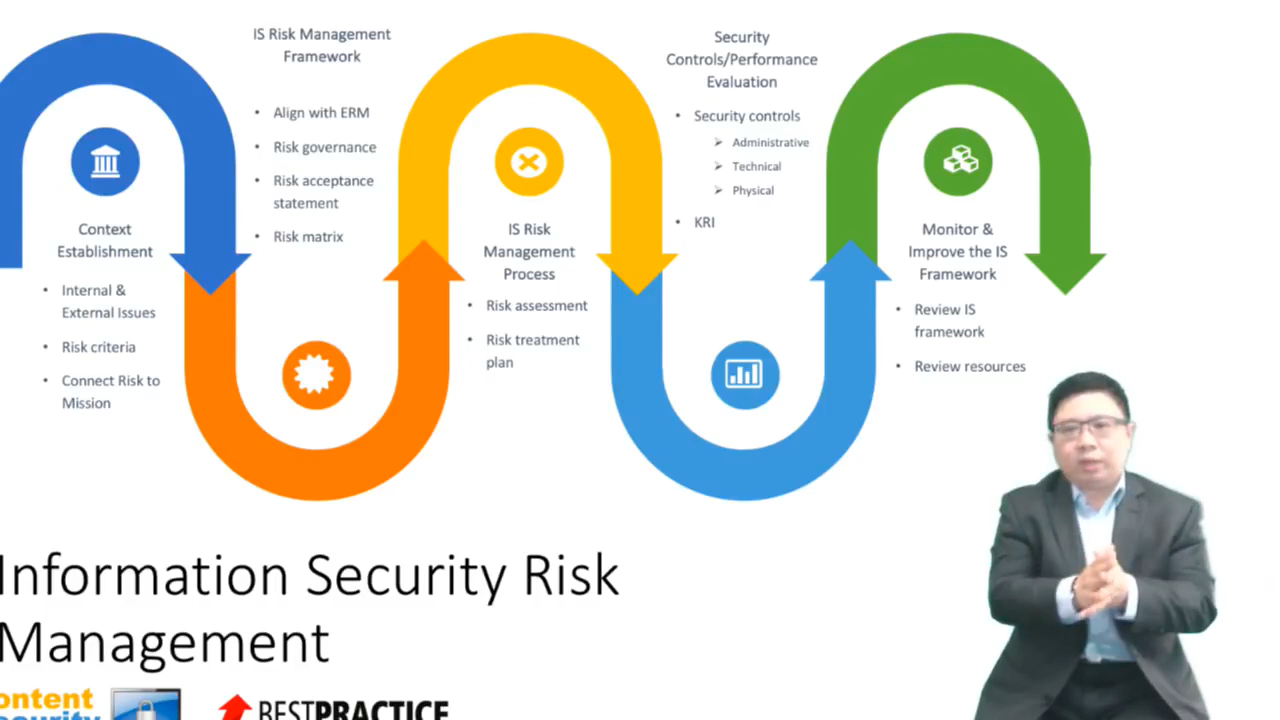 Context
Establishment
Internal &
External Issues
Risk criteria
Connect Risk to
Mission
IS Risk Management
Framework
Align with ERM
Risk governance
Risk acceptance
statement
Risk matrix
IS Risk
Management
Process
Risk assessment
Risk treatment
plan
Security
Controls/Performance
Evaluation
Security controls
Administrative
Technical
Physical
KRI
Monitor &
Improve the IS
Framework
Review IS
framework
Review resources
Information Security Risk
Management
ontent
ecurity
BESTPRACTICE